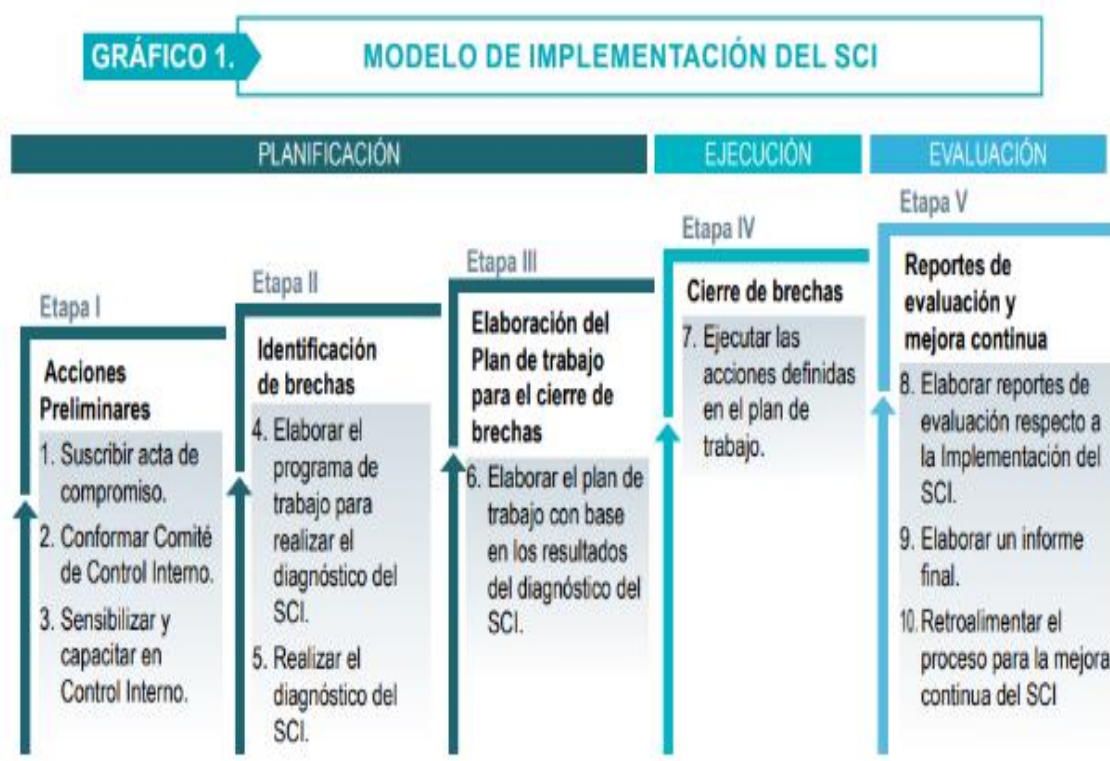 GRÁFICO 1.
MODELO DE IMPLEMENTACIÓN DEL SCI
PLANIFICACIÓN
EJECUCIÓN
EVALUACIÓN
Etapa I
Acciones
Preliminares
1. Suscribir acta de
compromiso.
2. Conformar Comité
de Control Interno.
3. Sensibilizar y
capacitar en
Control Interno.
Etapa II
Identificación
de brechas
4. Elaborar el
programa de
trabajo para
realizar el
diagnóstico del
SCI.
5. Realizar el
diagnóstico del
SCI.
Etapa III
Elaboración del
Plan de trabajo
para el cierre de
brechas
6. Elaborar el plan de
trabajo con base
en los resultados
del diagnóstico del
SCI.
Etapa IV
Cierre de brechas
7. Ejecutar las
acciones definidas
en el plan de
trabajo.
Etapa V
Reportes de
evaluación y
mejora continua
8. Elaborar reportes de
evaluación respecto a
la Implementación del
SCI.
9. Elaborar un informe
final.
10. Retroalimentar el
proceso para la mejora
continua del SCI